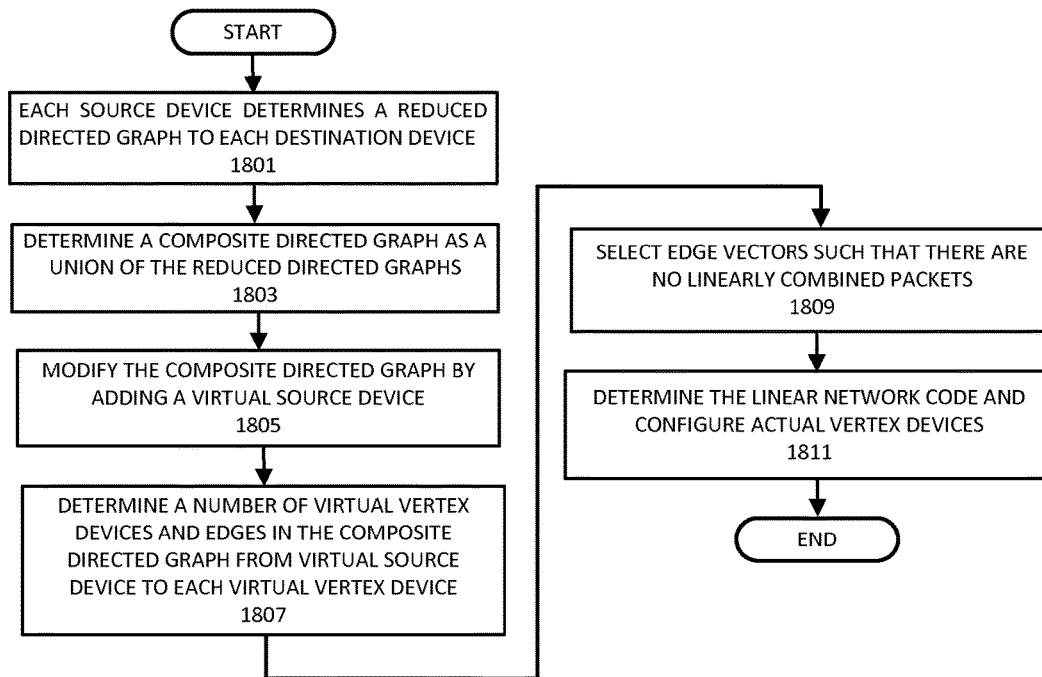 START
EACH SOURCE DEVICE DETERMINES A REDUCED
DIRECTED GRAPH TO EACH DESTINATION DEVICE
1801
DETERMINE A COMPOSITE DIRECTED GRAPH AS A
UNION OF THE REDUCED DIRECTED GRAPHS
1803
MODIFY THE COMPOSITE DIRECTED GRAPH BY
ADDING A VIRTUAL SOURCE DEVICE
1805
DETERMINE A NUMBER OF VIRTUAL VERTEX
DEVICES AND EDGES IN THE COMPOSITE
DIRECTED GRAPH FROM VIRTUAL SOURCE
DEVICE TO EACH VIRTUAL VERTEX DEVICE
1807
SELECT EDGE VECTORS SUCH THAT THERE ARE
NO LINEARLY COMBINED PACKETS
1809
DETERMINE THE LINEAR NETWORK CODE AND
CONFIGURE ACTUAL VERTEX DEVICES
1811
END